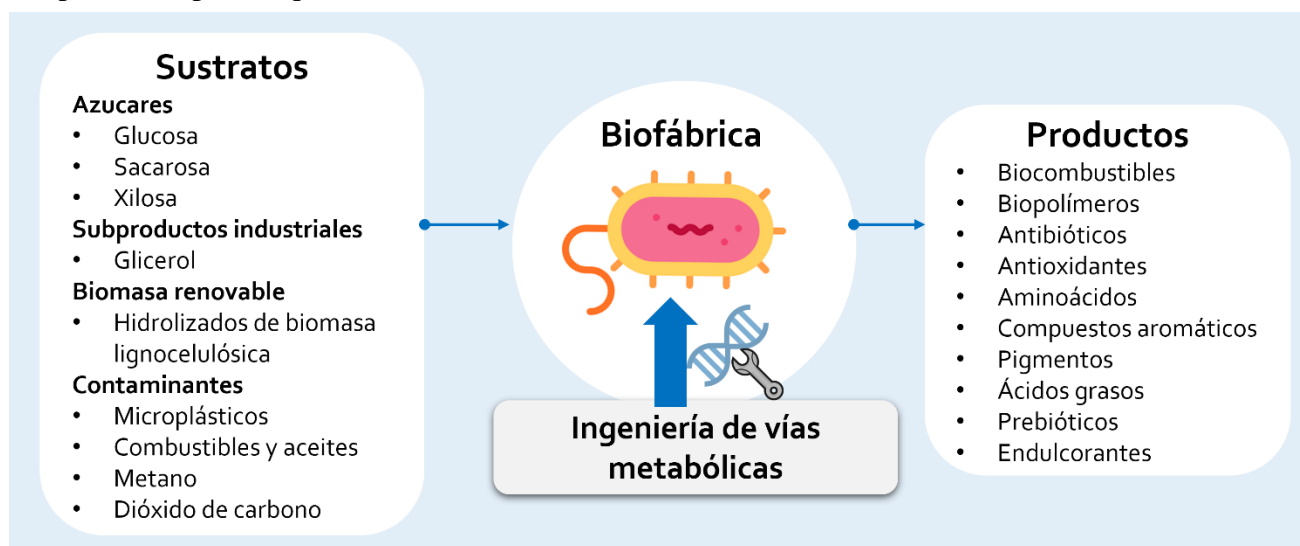 Sustratos
Azucares
• Glucosa
• Sacarosa
• Xilosa
Subproductos industriales
• Glicerol
Biomasa renovable
• Hidrolizados de biomasa
lignocelulósica
Contaminantes
• Microplásticos
• Combustibles y aceites
• Metano
• Dióxido de carbono
Biofábrica
Ingeniería de vías
metabólicas
Productos
• Biocombustibles
• Biopolímeros
• Antibióticos
• Antioxidantes
• Aminoácidos
• Compuestos aromáticos
• Pigmentos
• Ácidos grasos
• Prebióticos
• Endulcorantes